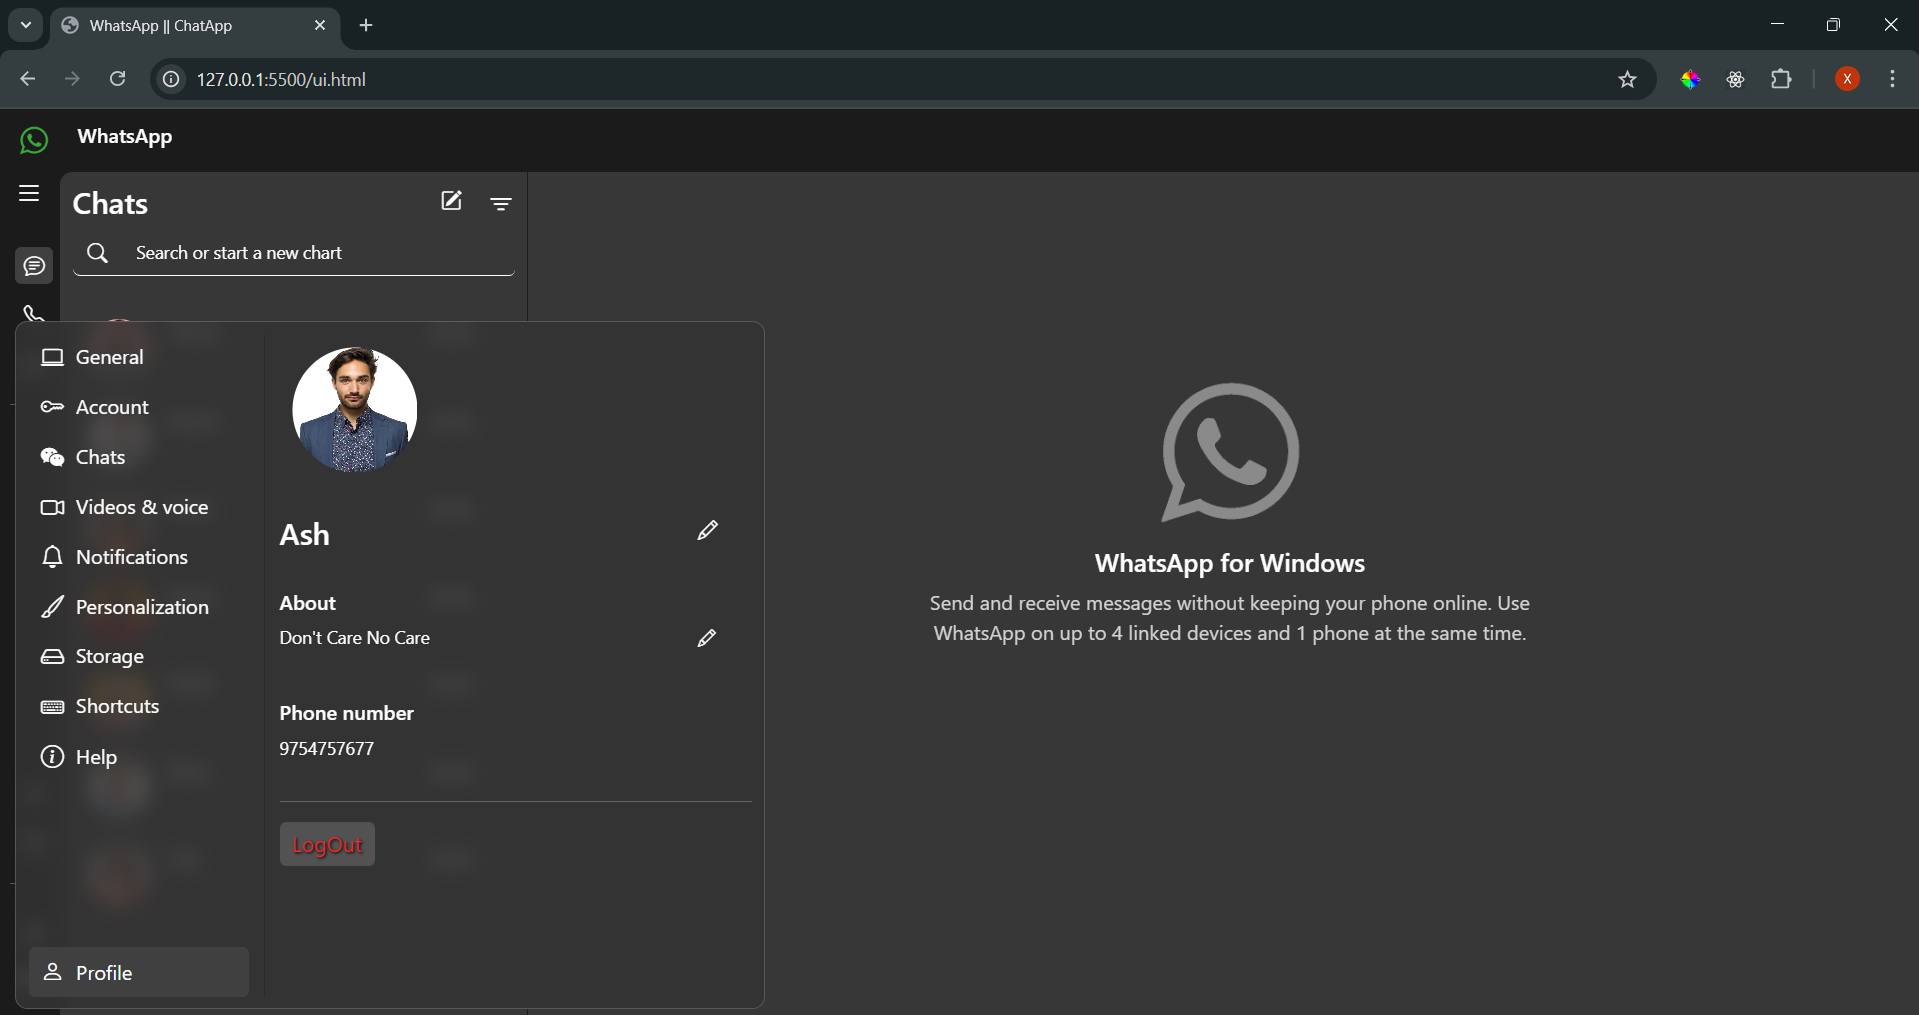 WhatsApp || ChatApp
127.0.0.1:5500/ui.html
X
WhatsApp
Chats
Search or start a new chart
General
Account
Chats
Videos & voice
Notifications
Personalization
Storage
Shortcuts
Help
Profile
Ash
About
Don't Care No Care
Phone number
9754757677
LogOut
WhatsApp for Windows
Send and receive messages without keeping your phone online. Use
WhatsApp on up to 4 linked devices and 1 phone at the same time.